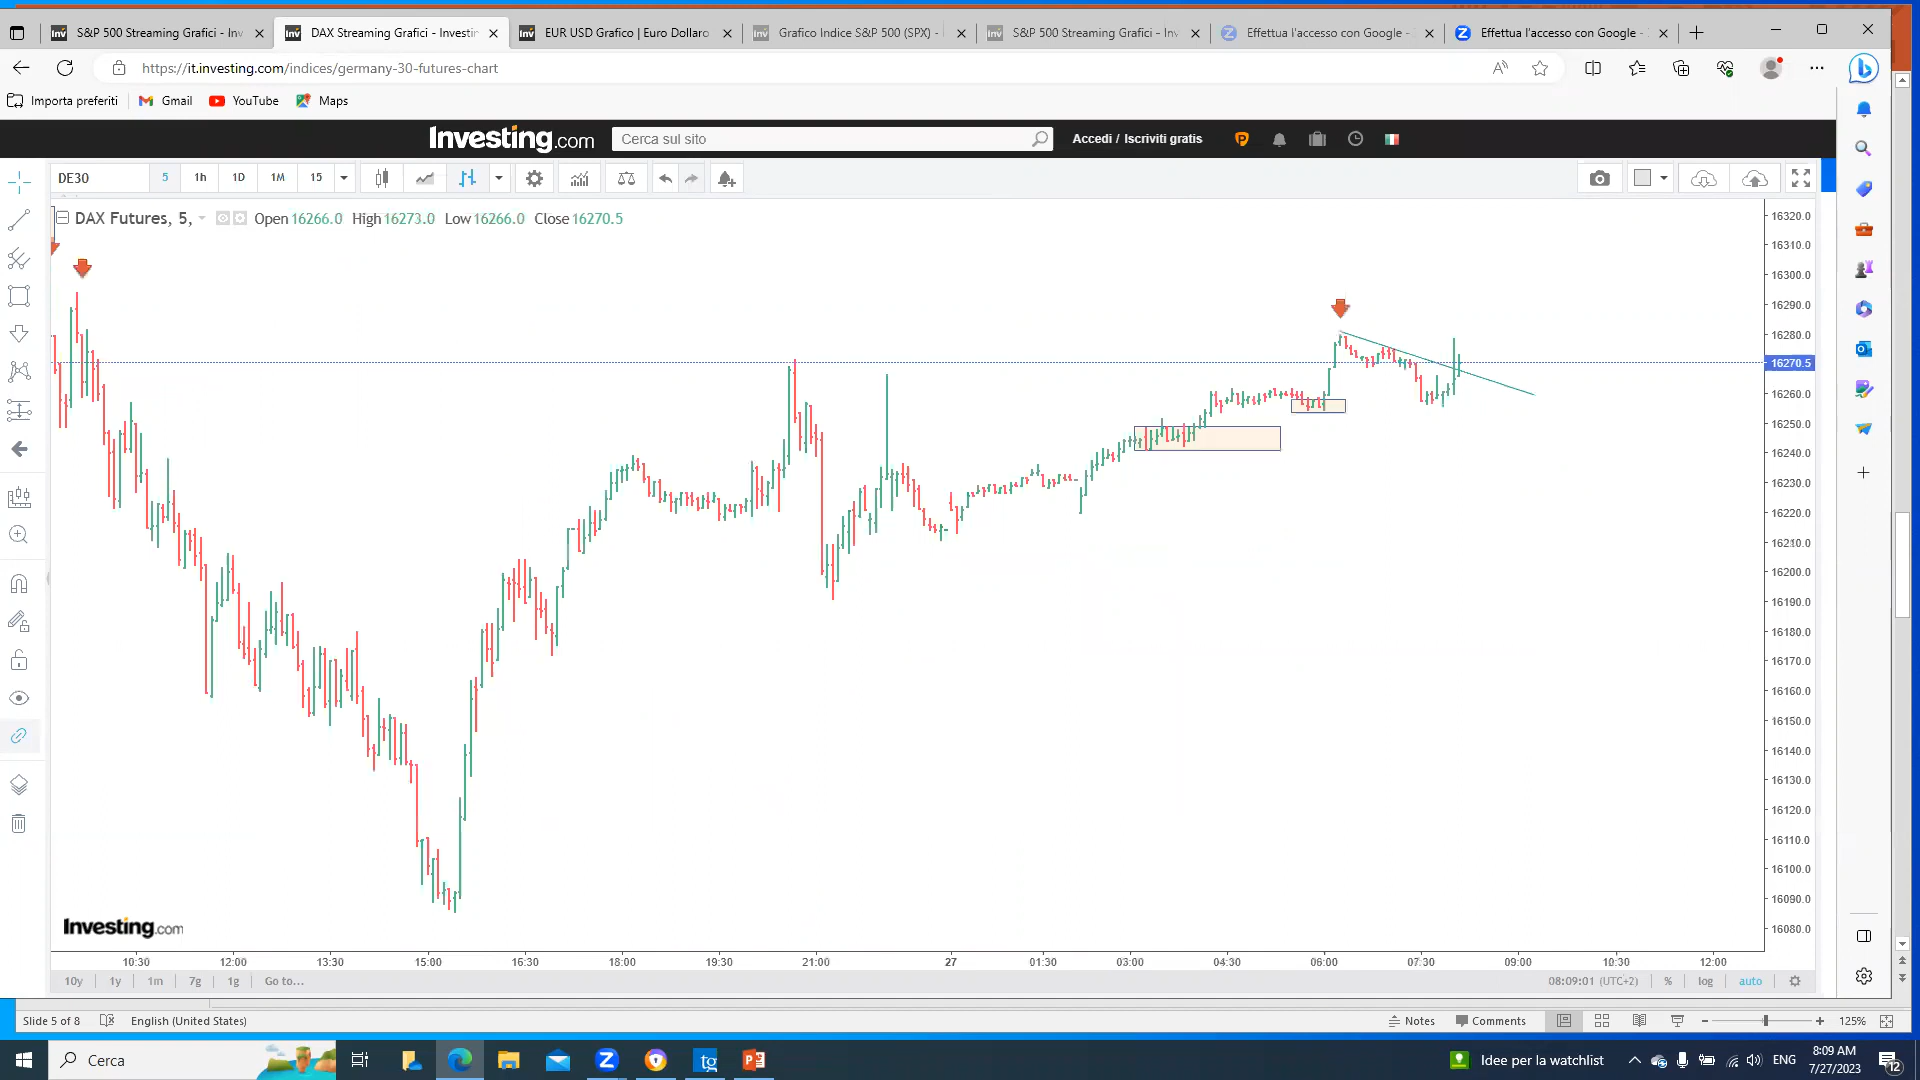 S&P 500 Streaming Grafici - Inv
DAX Streaming Grafici - Investin
EUR USD Grafico | Euro Dollaro
Grafico Indice S&P 500 (SPX) -
S&P 500 Streaming Grafici - Inv
Effettua l'accesso con Google -
Effettua l'accesso con Google -
https://it.investing.com/indices/germany-30-futures-chart
Importa preferiti
Gmail
YouTube
Maps
Investing.com
Cerca sul sito
Accedi / Iscriviti gratis
DE30
5
1h
1D
1M
15
DAX Futures, 5, Open 16266.0 High 16273.0 Low 16266.0 Close 16270.5
16320.0
16310.0
16300.0
16290.0
16280.0
16270.5
16260.0
16250.0
16240.0
16230.0
16220.0
16210.0
16200.0
16190.0
16180.0
16170.0
16160.0
16150.0
16140.0
16130.0
16120.0
16110.0
16100.0
16090.0
16080.0
Investing.com
10:30 12:00 13:30 15:00 16:30 18:00 19:30 21:00 27 01:30 03:00 04:30 06:00 07:30 09:00 10:30 12:00
10y 1y 1m 7g 1g Go to... 08:09:01 (UTC+2) % log auto
Slide 5 of 8 English (United States) Notes Comments 125%
Cerca
Idee per la watchlist
ENG
8:09 AM
7/27/2023
12